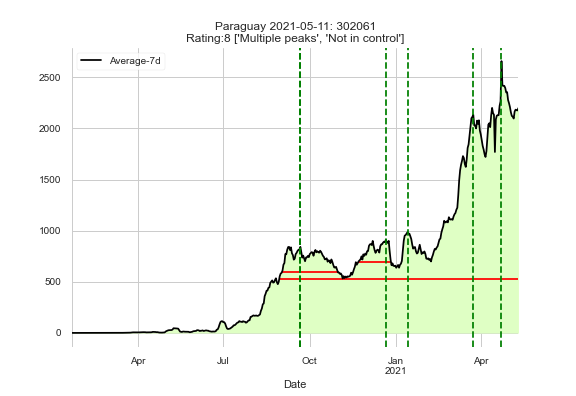 Paraguay 2021-05-11: 302061
Rating:8 ['Multiple peaks', 'Not in control']
Average-7d
2500
2000
1500
1000
500
0
Apr
Jul
Oct
Jan
2021
Apr
Date